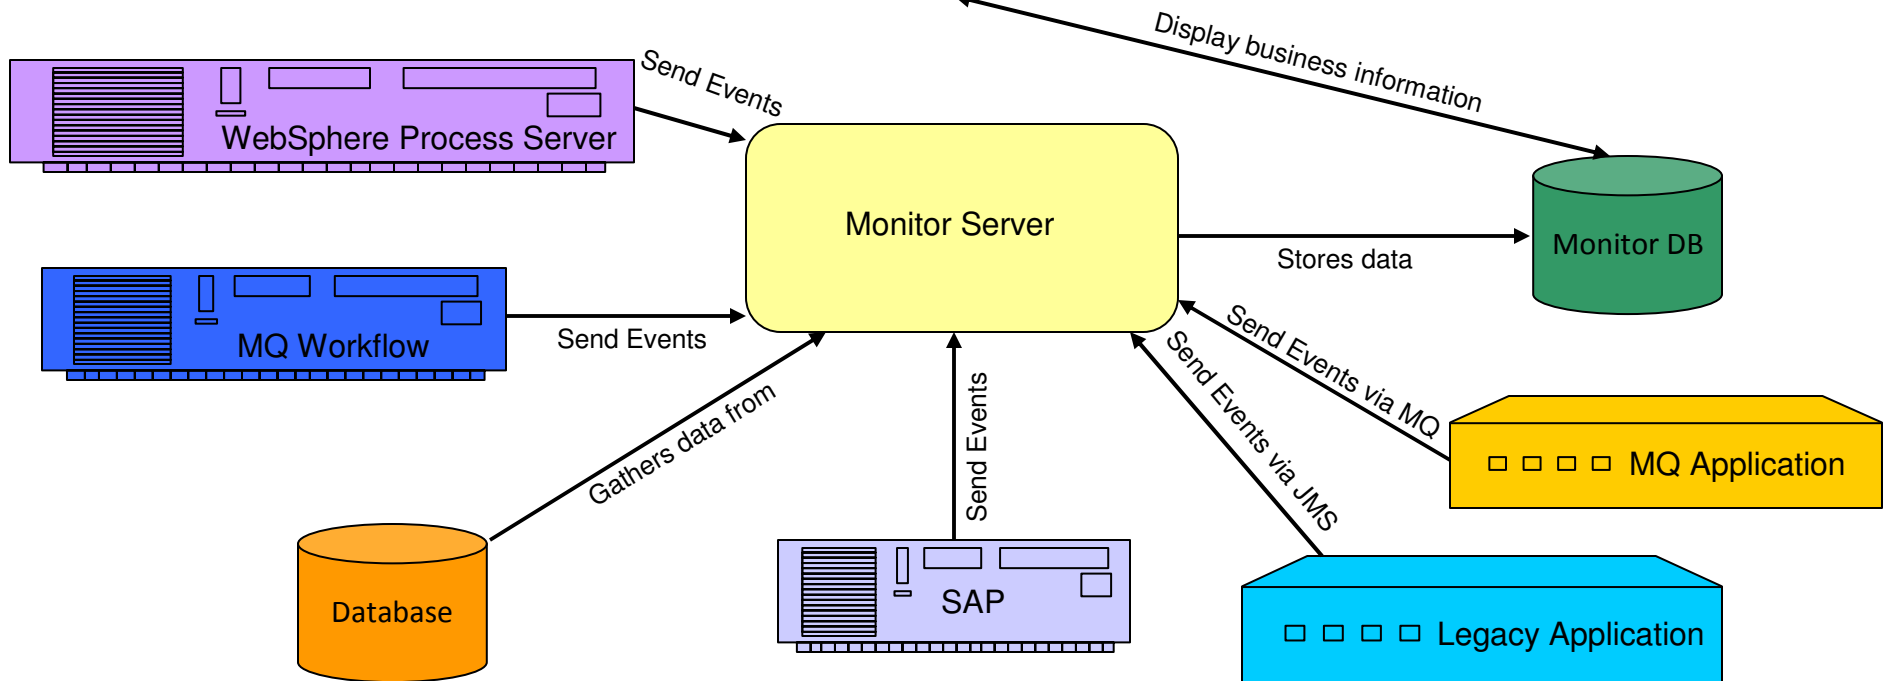 Display business information
Send Events
WebSphere Process Server
Monitor Server
Monitor DB
Stores data
MQ Workflow
Send Events
Send Events via MQ
Send Events via JMS
Gathers data from
Send Events
MQ Application
SAP
Database
Legacy Application